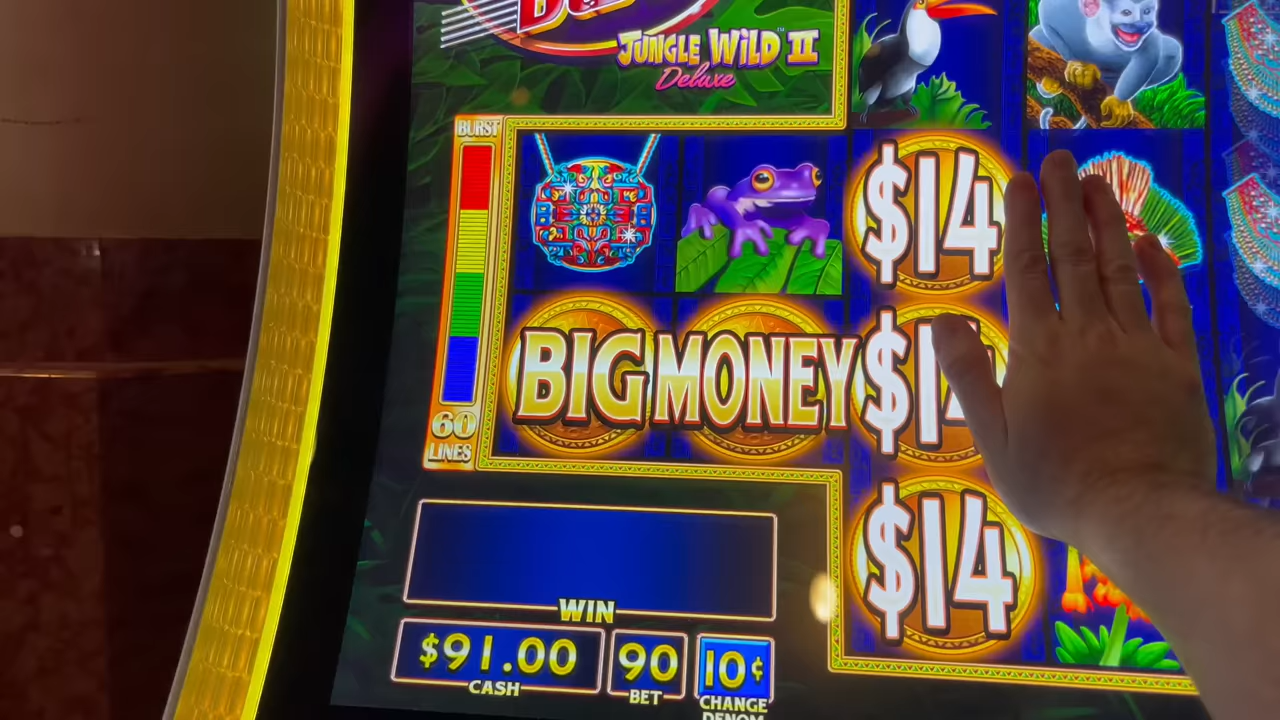 JUNGLE WILD II
Deluxe
BURST
$14
BIG MONEY
$14
60
LINES
WIN
$91.00
CASH
90
BET
10¢
CHANGE
DENOM